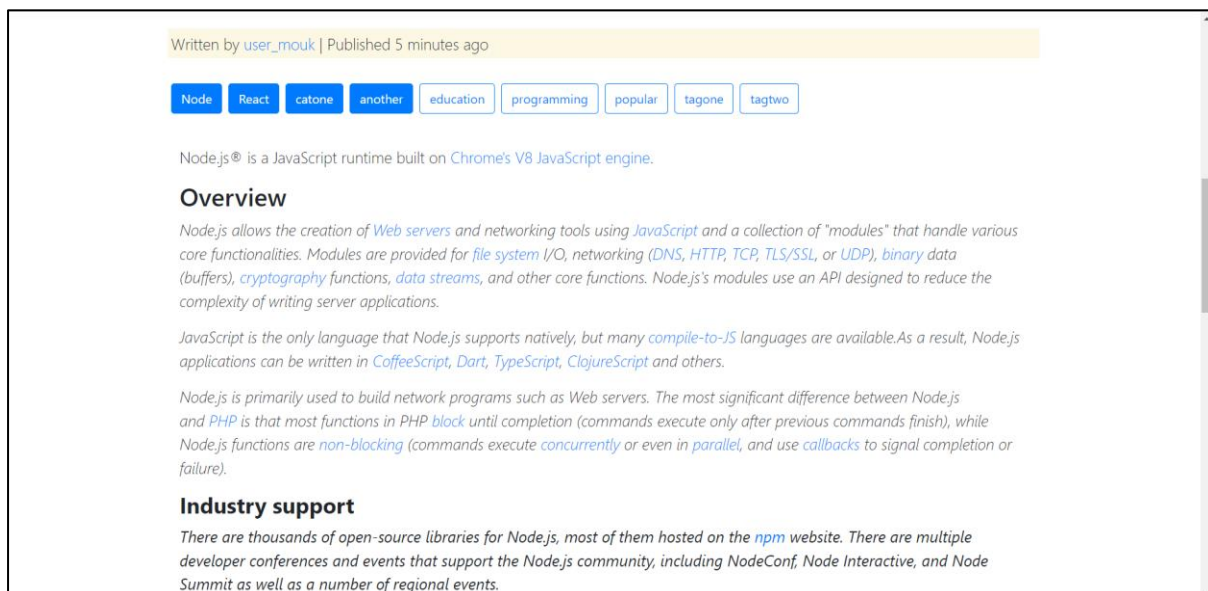 Written by user_mouk | Published 5 minutes ago
Node React catone another education programming popular tagone tagtwo
Node.js® is a JavaScript runtime built on Chrome's V8 JavaScript engine.
Overview
Node.js allows the creation of Web servers and networking tools using JavaScript and a collection of "modules" that handle various
core functionalities. Modules are provided for file system I/O, networking (DNS, HTTP, TCP, TLS/SSL, or UDP), binary data
(buffers), cryptography functions, data streams, and other core functions. Node.js's modules use an API designed to reduce the
complexity of writing server applications.
JavaScript is the only language that Node.js supports natively, but many compile-to-JS languages are available.As a result, Node.js
applications can be written in CoffeeScript, Dart, TypeScript, ClojureScript and others.
Node.js is primarily used to build network programs such as Web servers. The most significant difference between Node.js
and PHP is that most functions in PHP block until completion (commands execute only after previous commands finish), while
Node.js functions are non-blocking (commands execute concurrently or even in parallel, and use callbacks to signal completion or
failure).
Industry support
There are thousands of open-source libraries for Node.js, most of them hosted on the npm website. There are multiple
developer conferences and events that support the Node.js community, including NodeConf, Node Interactive, and Node
Summit as well as a number of regional events.